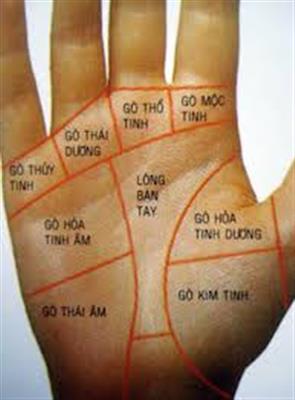 GÒ THỔ
TINH
GÒ MỘC
TINH
GÒ THÁI
DƯƠNG
GÒ THỦY
TINH
LÒNG
BAN
TAY
GÒ HỎA
TINH ÂM
GÒ HỎA
TINH DƯƠNG
GÒ KIM TINH
GÒ THÁI ÂM